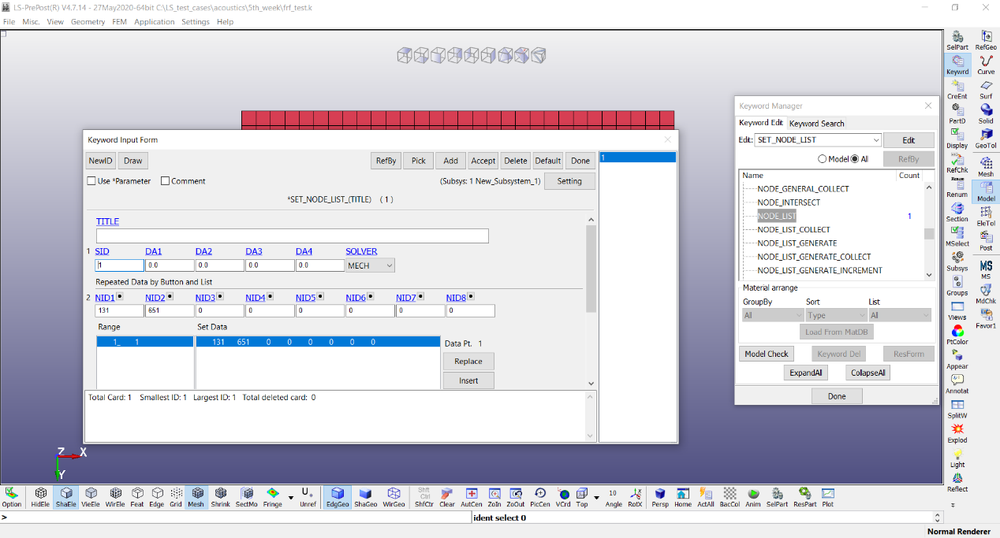 LS-PrePost(R) V4.7.14 - 27May2020-64bit C:\LS_test_cases\acoustics\5th_week\frf_test.k
File Misc. View Geometry FEM Application Settings Help
Keyword Input Form
NewID Draw RefBy Pick Add Accept Delete Default Done
Use *Parameter Comment (Subsys: 1 New_Subsystem_1) Setting
*SET_NODE_LIST_(TITLE) ( 1 )
TITLE
1 SID DA1 DA2 DA3 DA4 SOLVER
1 0.0 0.0 0.0 0.0 MECH
Repeated Data by Button and List
2 NID1 NID2 NID3 NID4 NID5 NID6 NID7 NID8
131 651 0 0 0 0 0 0
Range Set Data
1_ 1 131 651 0 0 0 0 0 0 Data Pt. 1
Replace
Insert
Total Card: 1 Smallest ID: 1 Largest ID: 1 Total deleted card: 0
1
Keyword Manager
Keyword Edit Keyword Search
Edit: SET_NODE_LIST Edit
Model All RefBy
Name Count
NODE_GENERAL_COLLECT
NODE_INTERSECT
NODE_LIST 1
NODE_LIST_COLLECT
NODE_LIST_GENERATE
NODE_LIST_GENERATE_COLLECT
NODE_LIST_GENERATE_INCREMENT
Material arrange
GroupBy Sort List
All Type All
Load From MatDB
Model Check Keyword Del ResForm
ExpandAll CollapseAll
Done
SelPart RefGeo
Keywrd Curve
CreEnt Surf
PartD Solid
Display GeoTol
RefChk Mesh
Renum
Renum Model
Section EleTol
MSelect Post
Subsys MS
MS
Groups MdChk
Views Favor1
PtColor
Appear
Annotat
SplitW
Explod
Light
Reflect
Z X
Y
Option HidEle ShaEle VieEle WirEle Feat Edge Grid Mesh Shrink SectMo Fringe U. Unref EdgGeo ShaGeo WirGeo Shft Ctrl ShfCtr Clear AutCen ZoIn ZoOut PicCen VCrd Top 10 Angle RotX Persp Home ActAll BacCol Anim SelPart ResPart Plot
> ident select 0
Normal Renderer